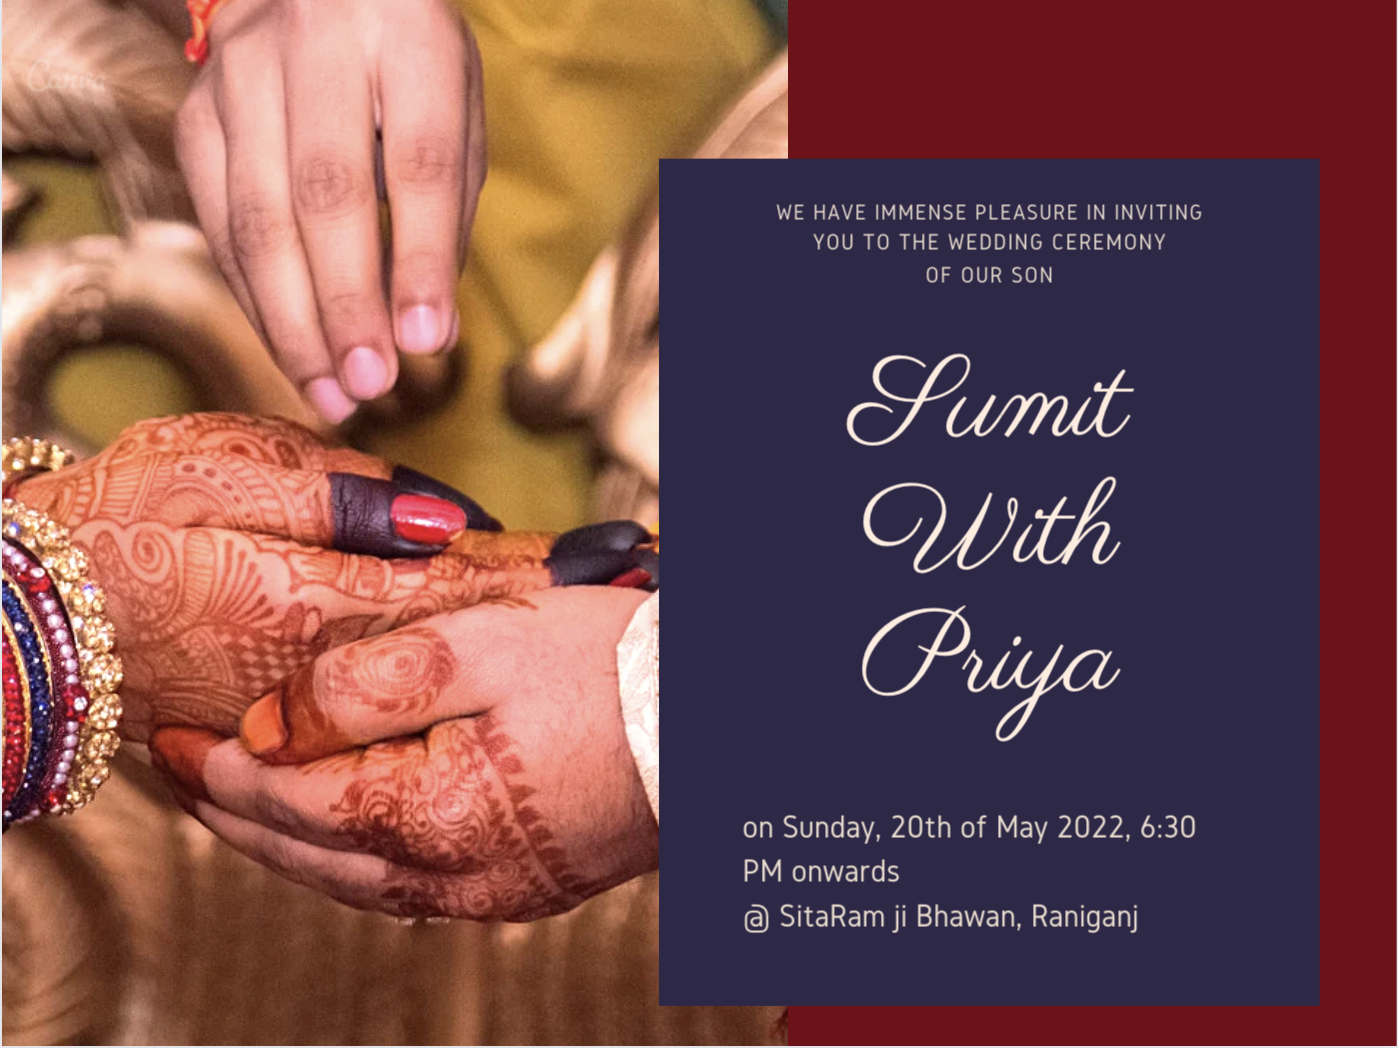 Canva
WE HAVE IMMENSE PLEASURE IN INVITING
YOU TO THE WEDDING CEREMONY
OF OUR SON
Sumit
With
Priya
on Sunday, 20th of May 2022, 6:30
PM onwards
@ SitaRam ji Bhawan, Raniganj